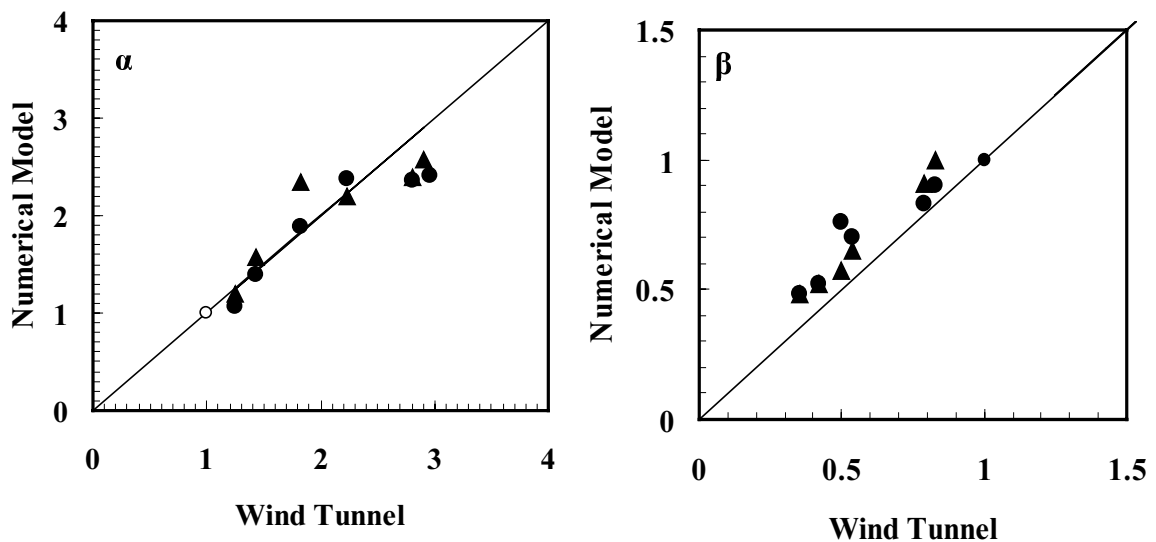 α
4
3
2
1
0
Numerical Model
0 1 2 3 4
Wind Tunnel
β
1.5
1
0.5
0
Numerical Model
0 0.5 1 1.5
Wind Tunnel